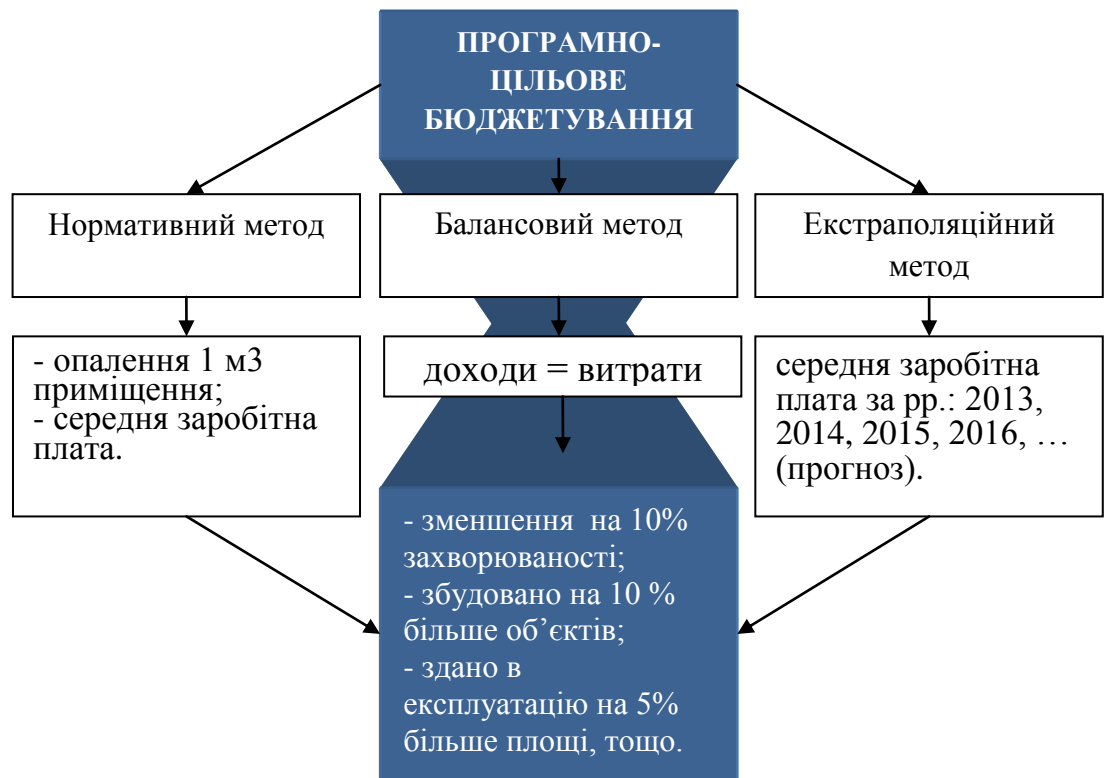 ПРОГРАМНО-
ЦІЛЬОВЕ
БЮДЖЕТУВАННЯ
Нормативний метод
Балансовий метод
Екстраполяційний
метод
- опалення 1 м3
приміщення;
- середня заробітна
плата.
доходи = витрати
середня заробітна
плата за рр.: 2013,
2014, 2015, 2016, …
(прогноз).
- зменшення на 10%
захворюваності;
- збудовано на 10 %
більше об’єктів;
- здано в
експлуатацію на 5%
більше площі, тощо.